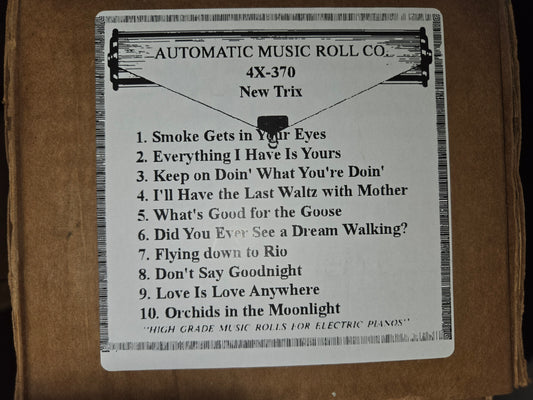 AUTOMATIC MUSIC ROLL CO.
4X-370
New Trix
1. Smoke Gets in Your Eyes
2. Everything I Have Is Yours
3. Keep on Doin' What You're Doin'
4. I'll Have the Last Waltz with Mother
5. What's Good for the Goose
6. Did You Ever See a Dream Walking?
7. Flying down to Rio
8. Don't Say Goodnight
9. Love Is Love Anywhere
10. Orchids in the Moonlight
"HIGH GRADE MUSIC ROLLS FOR ELECTRIC PIANOS"